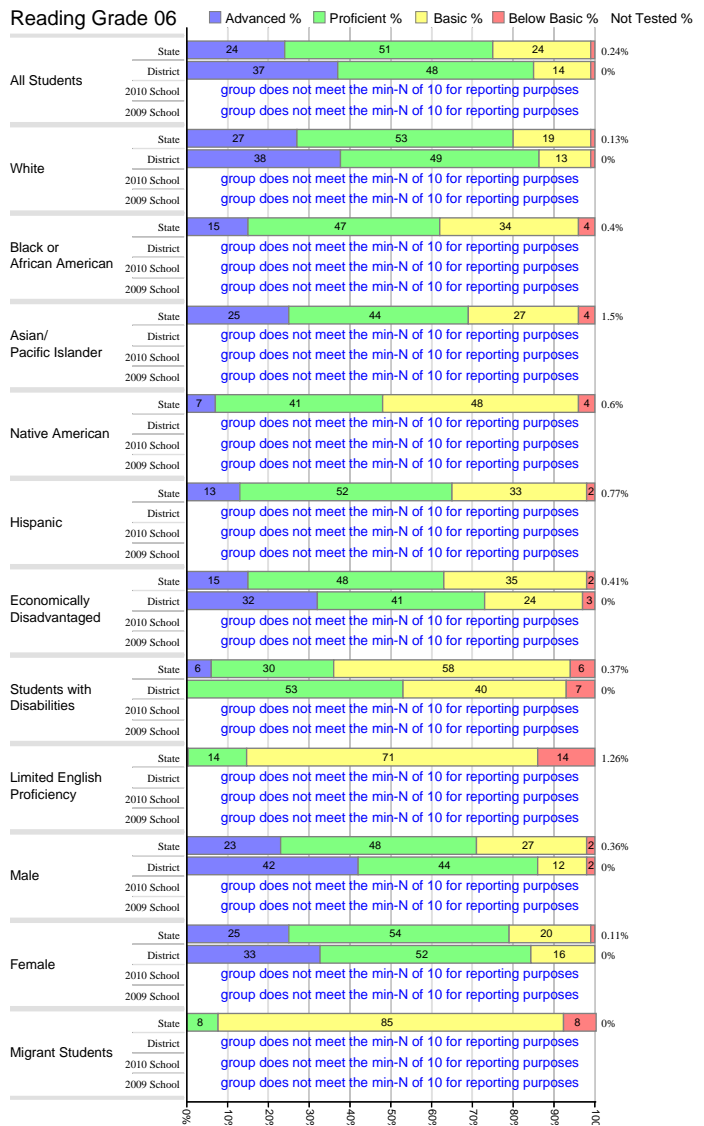 Reading Grade 06
Advanced % Proficient % Basic % Below Basic % Not Tested %
All Students
State 24 51 24 0.24%
District 37 48 14 0%
2010 School group does not meet the min-N of 10 for reporting purposes
2009 School group does not meet the min-N of 10 for reporting purposes
White
State 27 53 19 0.13%
District 38 49 13 0%
2010 School group does not meet the min-N of 10 for reporting purposes
2009 School group does not meet the min-N of 10 for reporting purposes
Black or
African American
State 15 47 34 4 0.4%
District group does not meet the min-N of 10 for reporting purposes
2010 School group does not meet the min-N of 10 for reporting purposes
2009 School group does not meet the min-N of 10 for reporting purposes
Asian/
Pacific Islander
State 25 44 27 4 1.5%
District group does not meet the min-N of 10 for reporting purposes
2010 School group does not meet the min-N of 10 for reporting purposes
2009 School group does not meet the min-N of 10 for reporting purposes
Native American
State 7 41 48 4 0.6%
District group does not meet the min-N of 10 for reporting purposes
2010 School group does not meet the min-N of 10 for reporting purposes
2009 School group does not meet the min-N of 10 for reporting purposes
Hispanic
State 13 52 33 2 0.77%
District group does not meet the min-N of 10 for reporting purposes
2010 School group does not meet the min-N of 10 for reporting purposes
2009 School group does not meet the min-N of 10 for reporting purposes
Economically
Disadvantaged
State 15 48 35 2 0.41%
District 32 41 24 3 0%
2010 School group does not meet the min-N of 10 for reporting purposes
2009 School group does not meet the min-N of 10 for reporting purposes
Students with
Disabilities
State 6 30 58 6 0.37%
District 53 40 7 0%
2010 School group does not meet the min-N of 10 for reporting purposes
2009 School group does not meet the min-N of 10 for reporting purposes
Limited English
Proficiency
State 14 71 14 1.26%
District group does not meet the min-N of 10 for reporting purposes
2010 School group does not meet the min-N of 10 for reporting purposes
2009 School group does not meet the min-N of 10 for reporting purposes
Male
State 23 48 27 2 0.36%
District 42 44 12 2 0%
2010 School group does not meet the min-N of 10 for reporting purposes
2009 School group does not meet the min-N of 10 for reporting purposes
Female
State 25 54 20 0.11%
District 33 52 16 0%
2010 School group does not meet the min-N of 10 for reporting purposes
2009 School group does not meet the min-N of 10 for reporting purposes
Migrant Students
State 8 85 8 0%
District group does not meet the min-N of 10 for reporting purposes
2010 School group does not meet the min-N of 10 for reporting purposes
2009 School group does not meet the min-N of 10 for reporting purposes
0% 10% 20% 30% 40% 50% 60% 70% 80% 90%